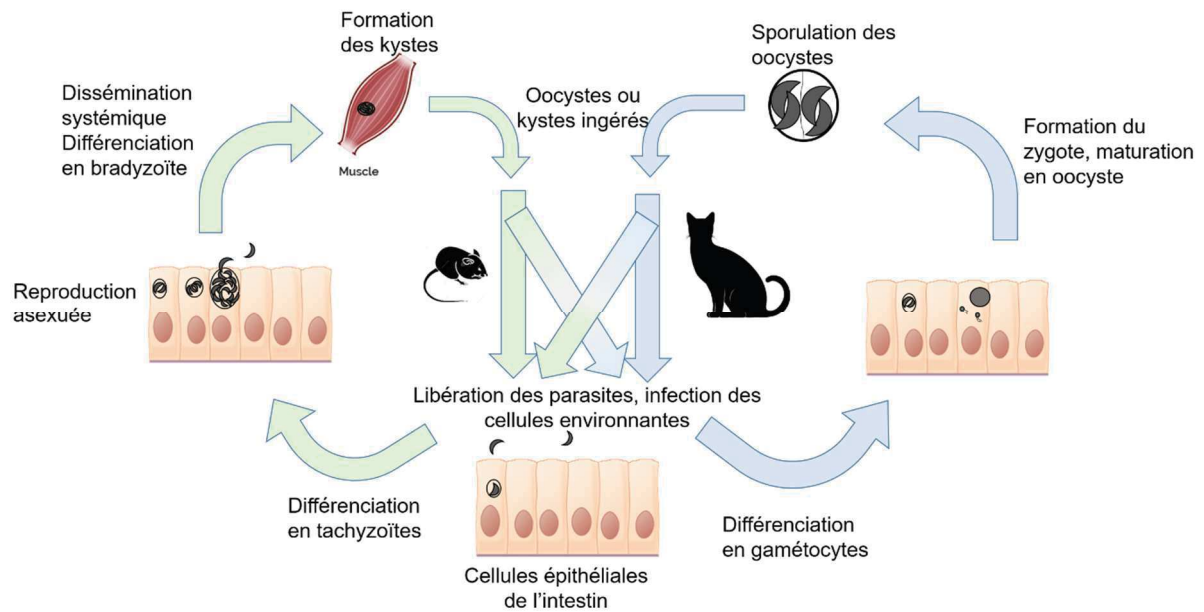 Formation
des kystes
Sporulation des
oocystes
Dissémination
systémique
Différenciation
en bradyzoïte
Oocystes ou
kystes ingérés
Formation du
zygote, maturation
en oocyste
Muscle
Reproduction
asexuée
Libération des parasites, infection des
cellules environnantes
Différenciation
en tachyzoïtes
Différenciation
en gamétocytes
Cellules épithéliales
de l'intestin